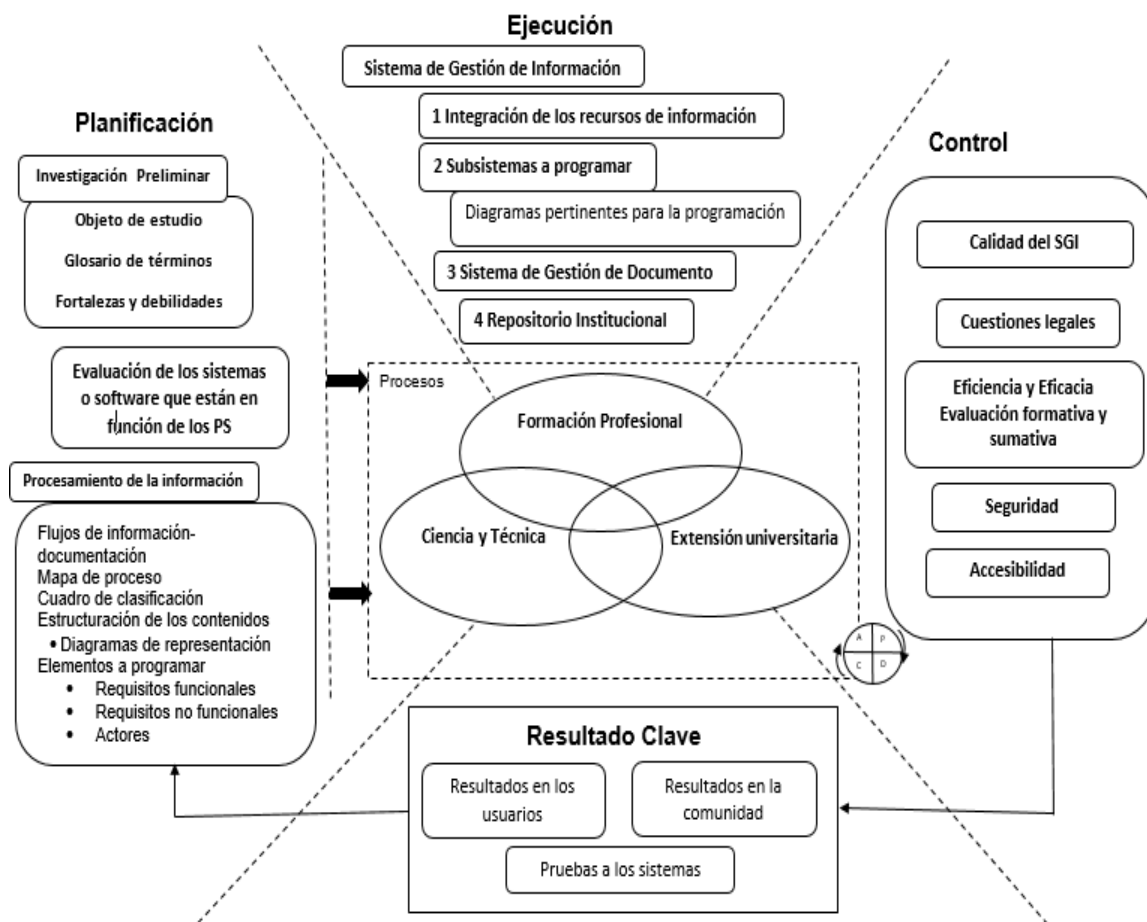 Ejecución
Sistema de Gestión de Información
1 Integración de los recursos de información
2 Subsistemas a programar
Diagramas pertinentes para la programación
3 Sistema de Gestión de Documento
4 Repositorio Institucional
Planificación
Investigación Preliminar
Objeto de estudio
Glosario de términos
Fortalezas y debilidades
Evaluación de los sistemas
o software que están en
función de los PS
Procesamiento de la información
Flujos de información-
documentación
Mapa de proceso
Cuadro de clasificación
Estructuración de los contenidos
• Diagramas de representación
Elementos a programar
• Requisitos funcionales
• Requisitos no funcionales
• Actores
Procesos
Formación Profesional
Ciencia y Técnica
Extensión universitaria
Control
Calidad del SGI
Cuestiones legales
Eficiencia y Eficacia
Evaluación formativa y
sumativa
Seguridad
Accesibilidad
A P
C D
Resultado Clave
Resultados en los
usuarios
Resultados en la
comunidad
Pruebas a los sistemas